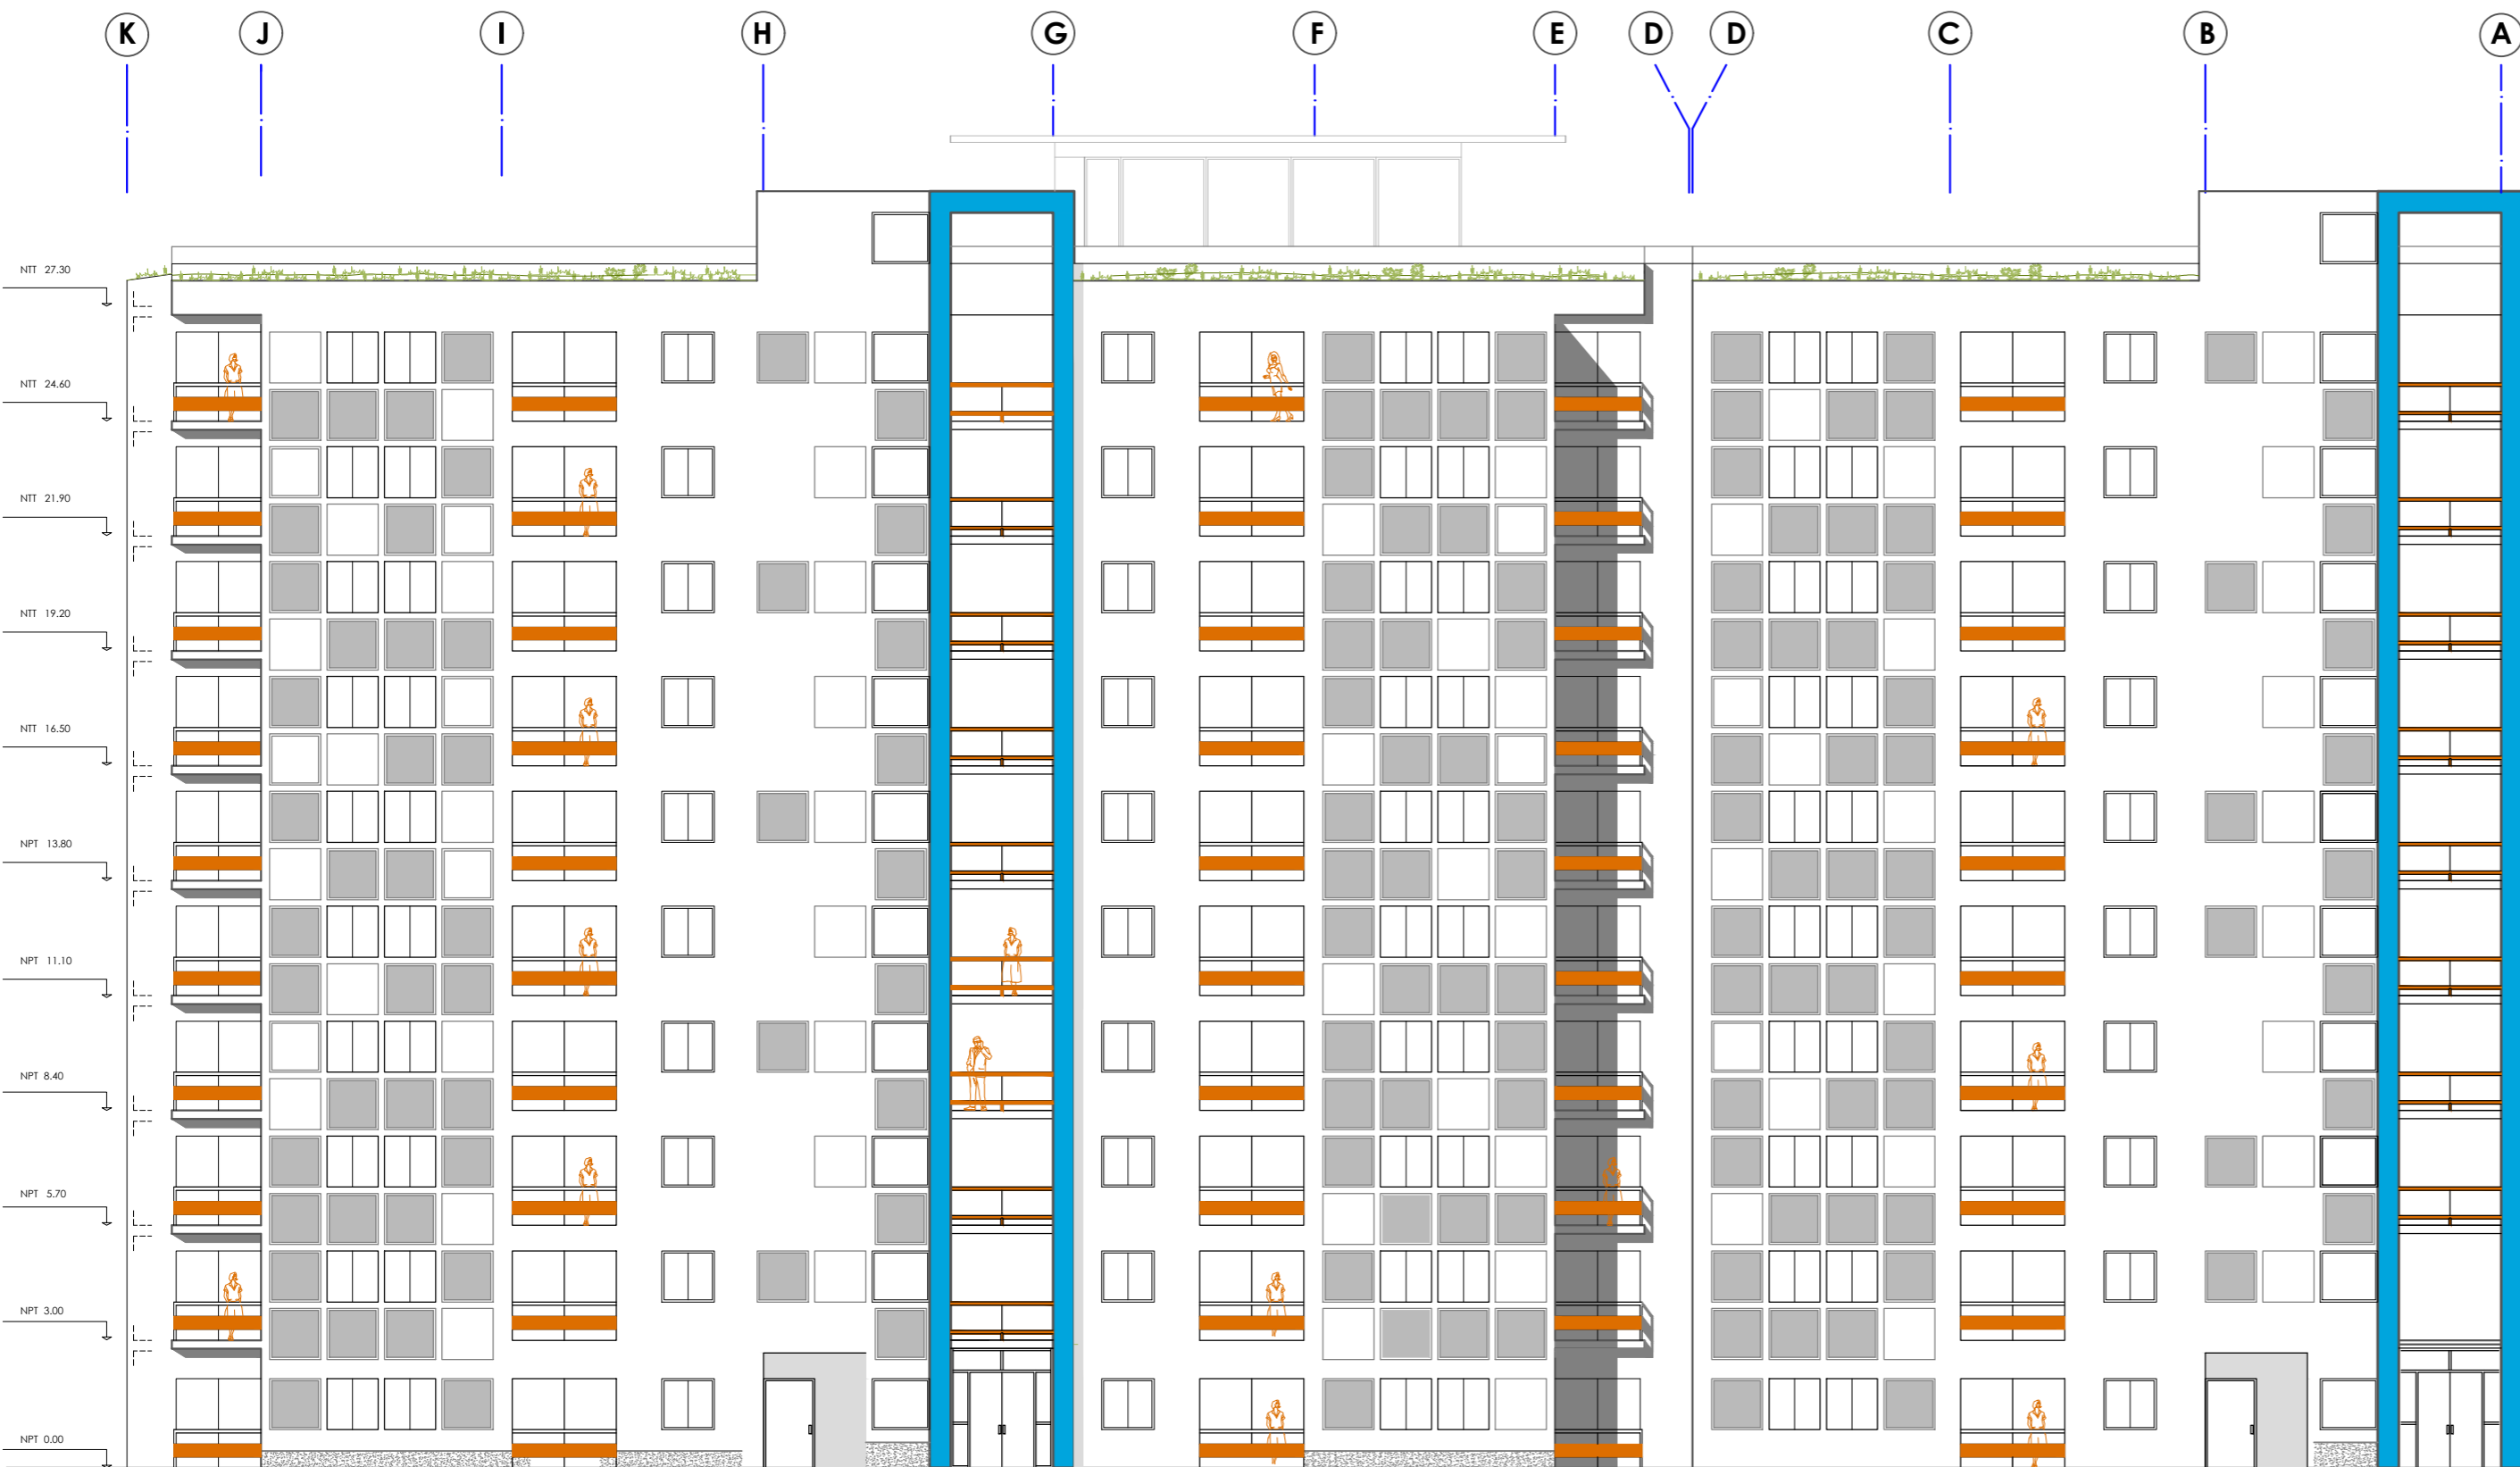 K J I H G F E D D C B A
NTT 27.30
NTT 24.60
NTT 21.90
NTT 19.20
NTT 16.50
NPT 13.80
NPT 11.10
NPT 8.40
NPT 5.70
NPT 3.00
NPT 0.00